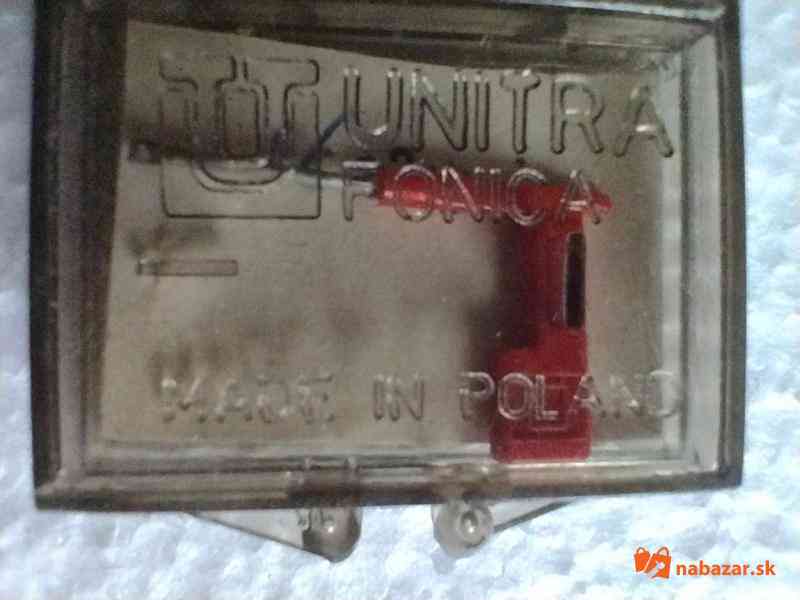 UNITRA
FONICA
MADE IN POLAND
nabazar.sk